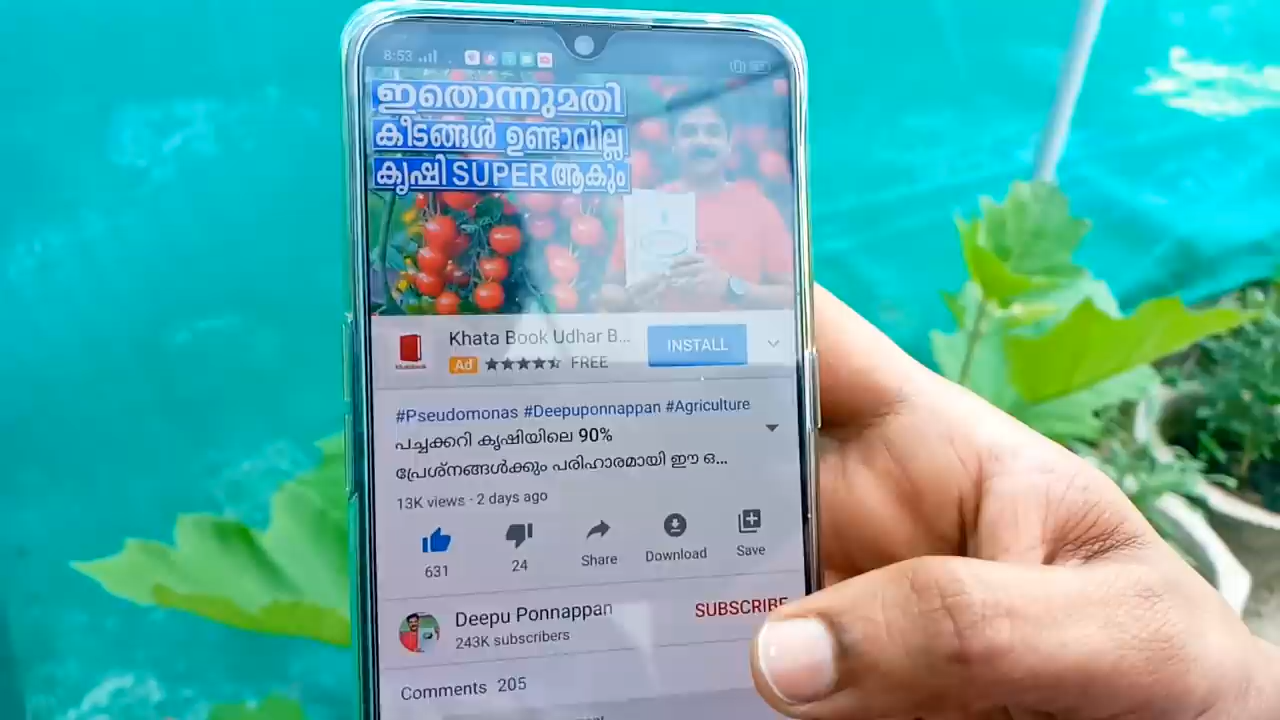 8:53
ഇതൊന്നുമതി
കീടങ്ങൾ ഉണ്ടാവില്ല
കൃഷി SUPER ആകും
Khata Book Udhar B...
INSTALL
Ad
FREE
#Pseudomonas #Deepuponnappan #Agriculture
പച്ചക്കറി കൃഷിയിലെ 90%
പ്രേശ്നങ്ങൾക്കും പരിഹാരമായി ഈ ഒ...
13K views · 2 days ago
631
24
Share
Download
Save
Deepu Ponnappan
SUBSCRIBE
243K subscribers
Comments 205